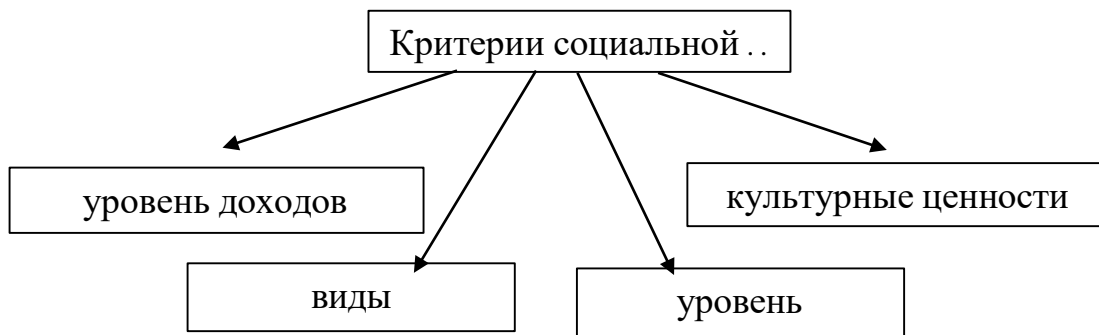 Критерии социальной . .
уровень доходов
культурные ценности
виды
уровень